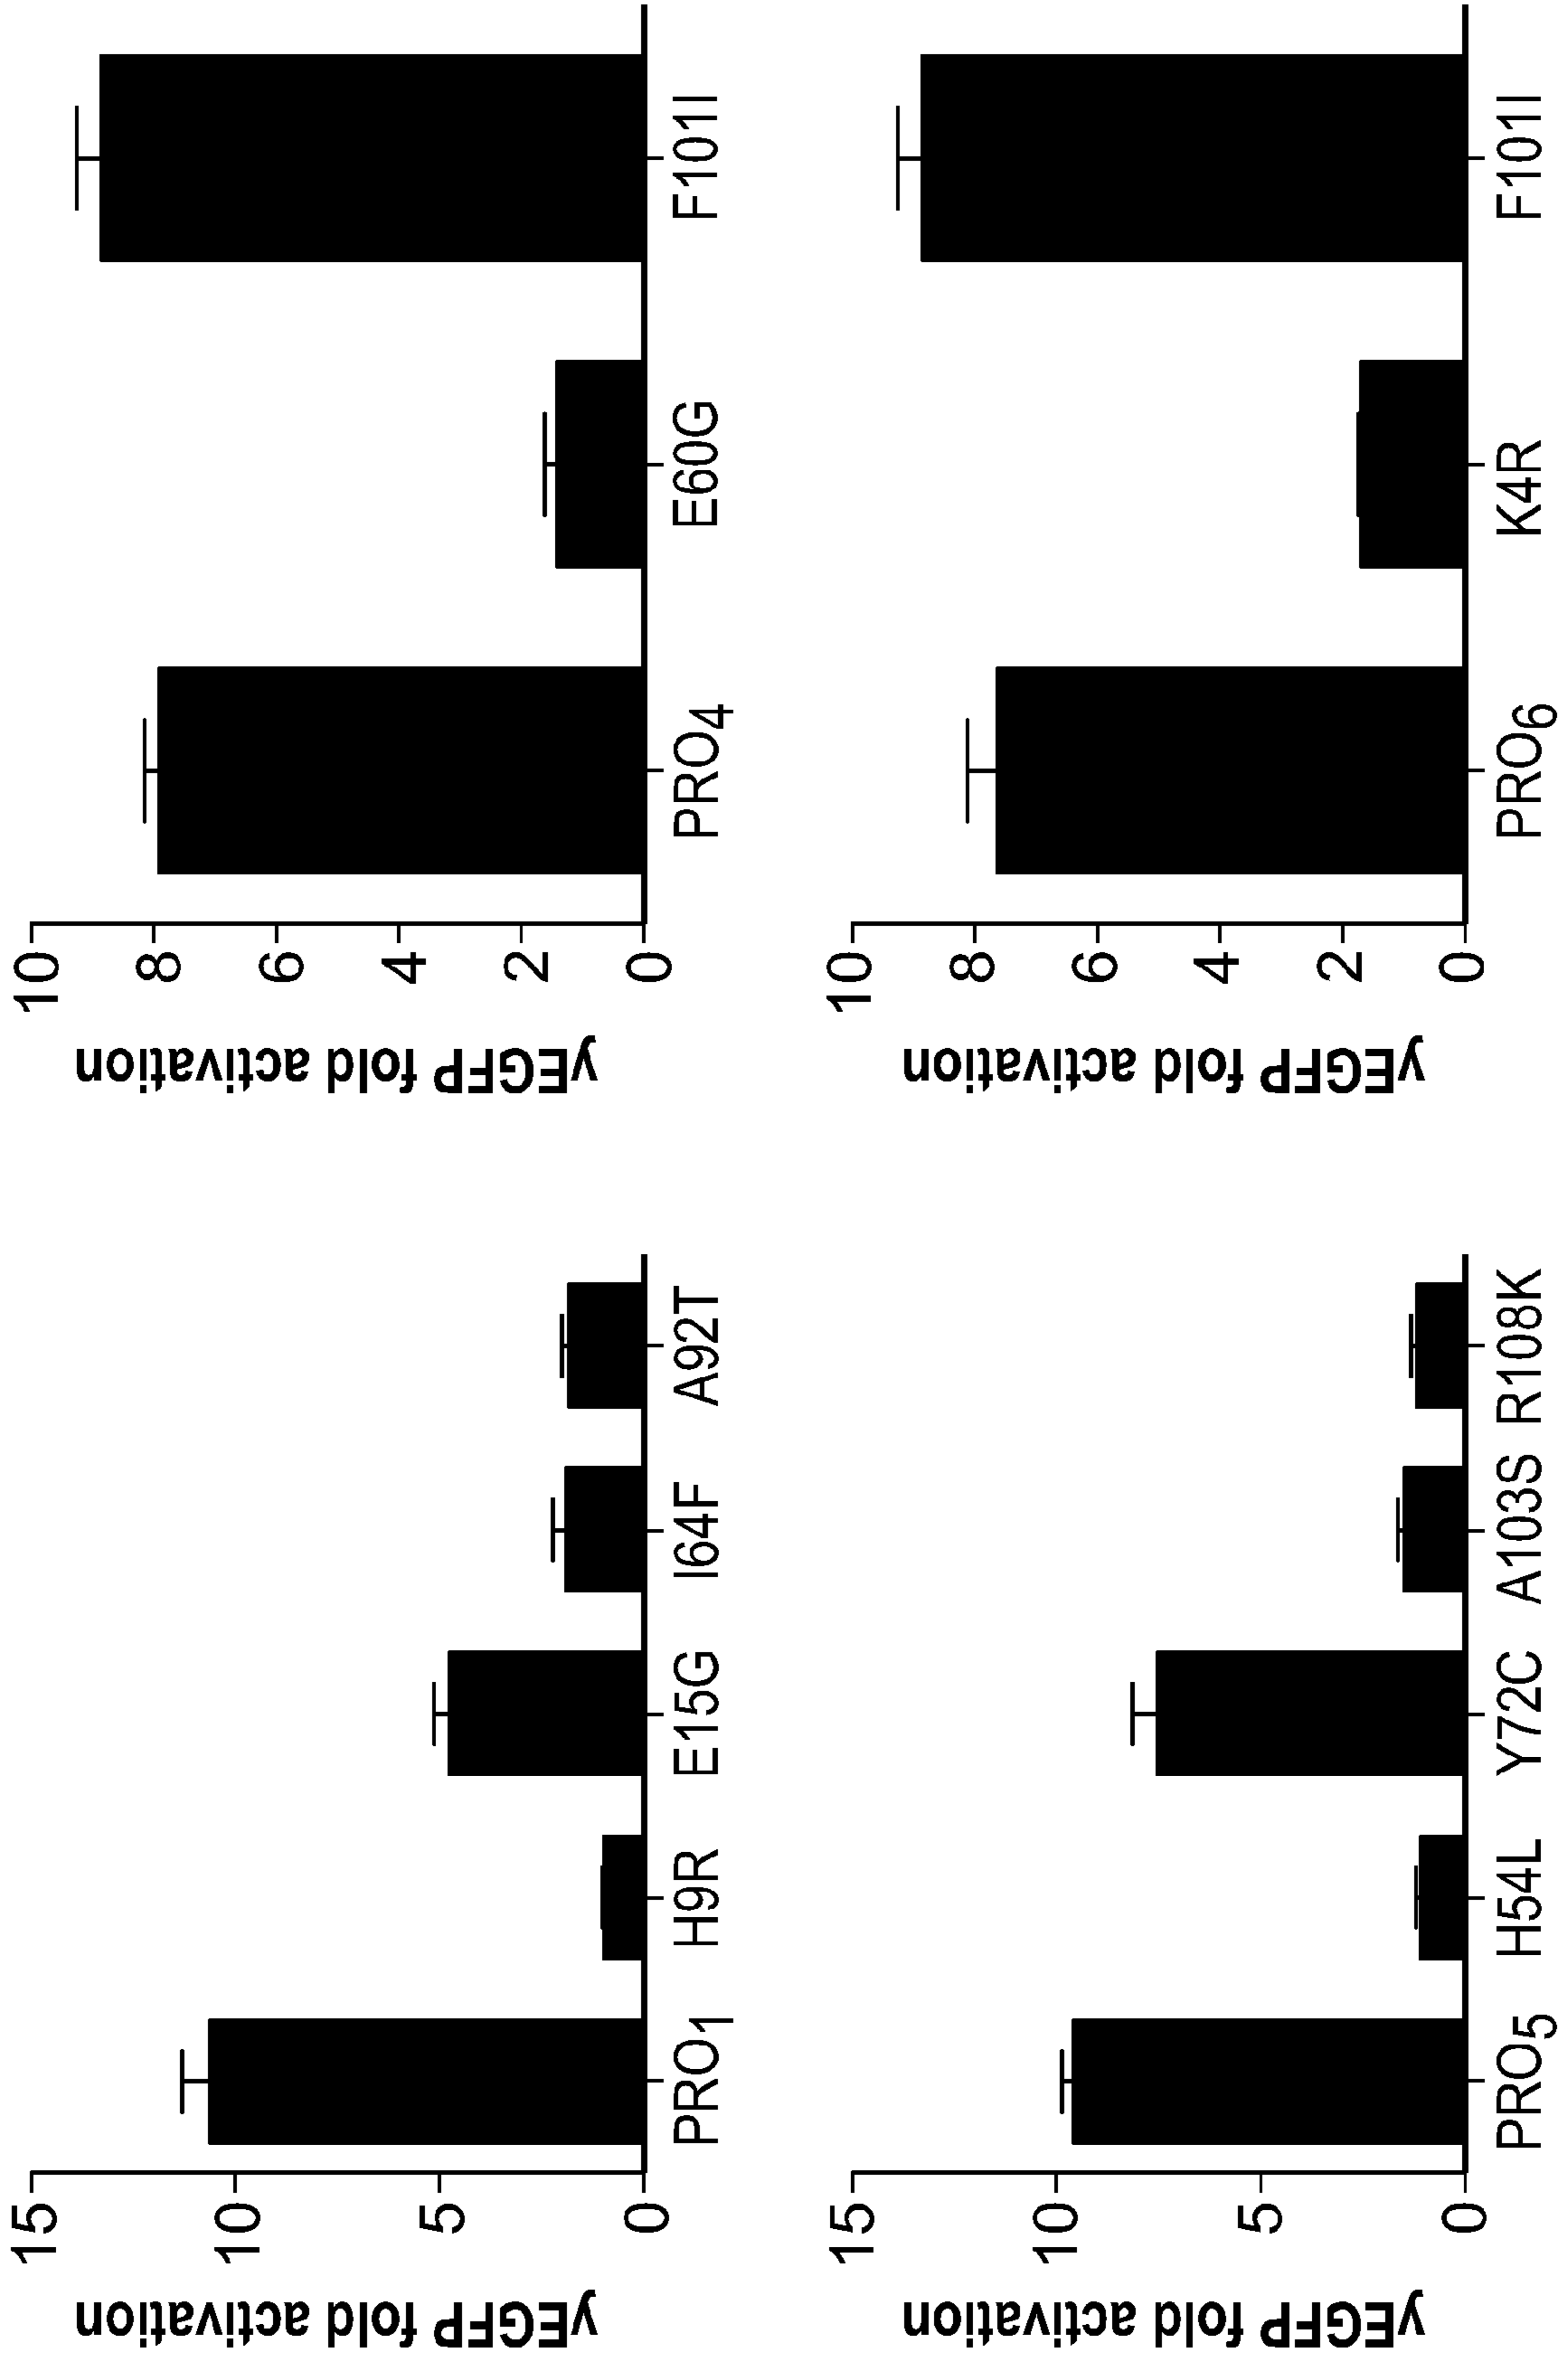 yEGFP fold activation
15
10
5
0
PRO1
H9R
E15G
I64F
A92T
yEGFP fold activation
10
8
6
4
2
0
PRO4
E60G
F101I
yEGFP fold activation
15
10
5
0
PRO5
H54L
Y72C
A103S
R108K
yEGFP fold activation
10
8
6
4
2
0
PRO6
K4R
F101I